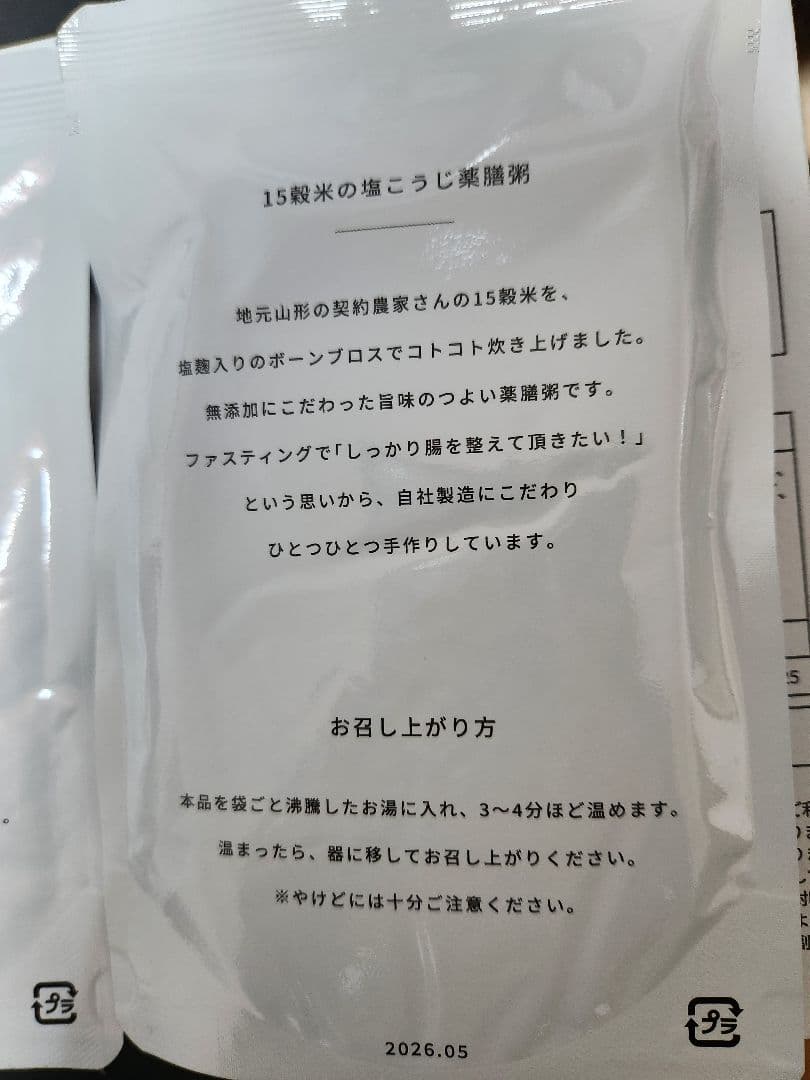 15穀米の塩こうじ薬膳粥
地元山形の契約農家さんの15穀米を、
塩麹入りのボーンブロスでコトコト炊き上げました。
無添加にこだわった旨味のつよい薬膳粥です。
ファスティングで「しっかり腸を整えて頂きたい！」
という思いから、自社製造にこだわり
ひとつひとつ手作りしています。
お召し上がり方
本品を袋ごと沸騰したお湯に入れ、3〜4分ほど温めます。
温まったら、器に移してお召し上がりください。
※やけどには十分ご注意ください。
プラ
プラ
2026.05
。
25